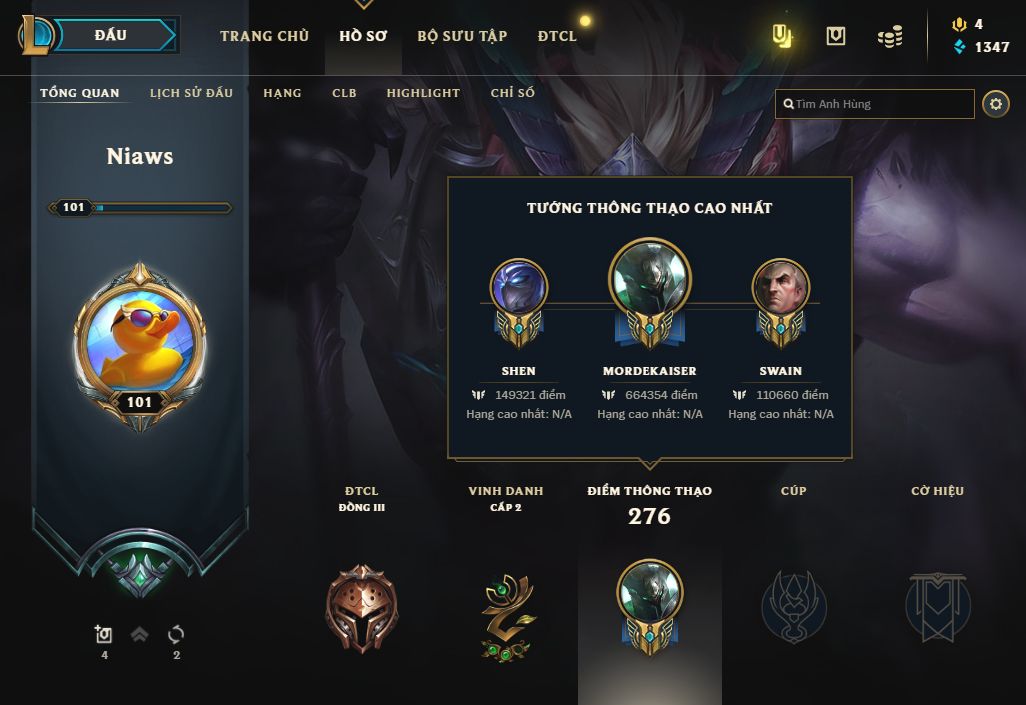 ĐẤU
TRANG CHỦ
HỒ SƠ
BỘ SƯU TẬP
ĐTCL
4
1347
TỔNG QUAN
LỊCH SỬ ĐẤU
HẠNG
CLB
HIGHLIGHT
CHỈ SỐ
Tìm Anh Hùng
Niaws
101
101
4
2
TƯỚNG THÔNG THẠO CAO NHẤT
SHEN
149321 điểm
Hạng cao nhất: N/A
MORDEKAISER
664354 điểm
Hạng cao nhất: N/A
SWAIN
110660 điểm
Hạng cao nhất: N/A
ĐTCL
ĐỒNG III
VINH DANH
CẤP 2
ĐIỂM THÔNG THẠO
276
CÚP
CỜ HIỆU